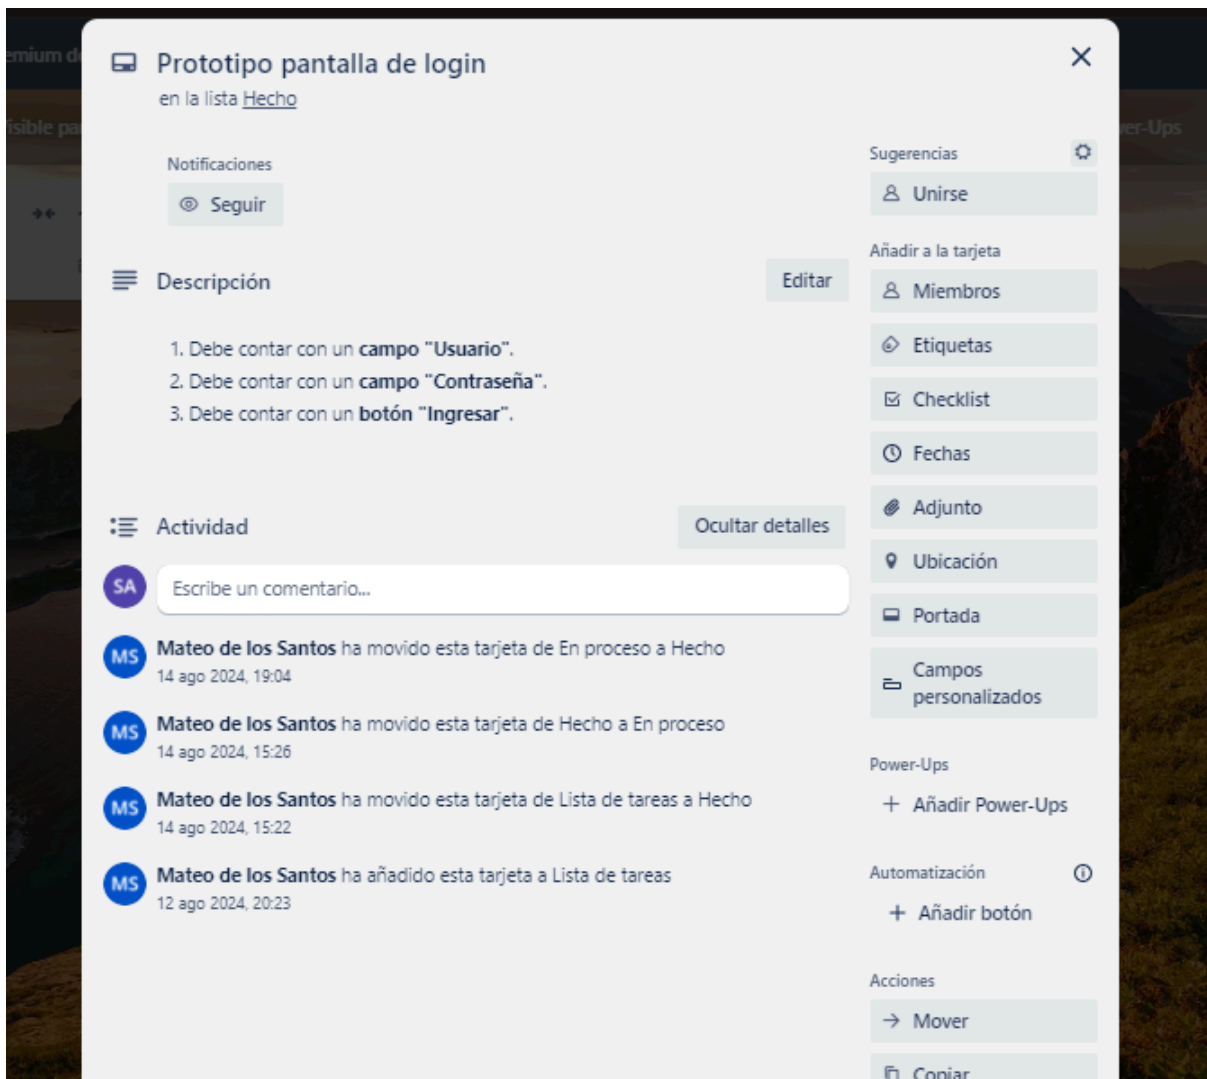 Prototipo pantalla de login
en la lista Hecho
Notificaciones
Seguir
Descripción
Editar
1. Debe contar con un campo "Usuario".
2. Debe contar con un campo "Contraseña".
3. Debe contar con un botón "Ingresar".
Actividad
Ocultar detalles
SA
Escribe un comentario...
MS
Mateo de los Santos ha movido esta tarjeta de En proceso a Hecho
14 ago 2024, 19:04
MS
Mateo de los Santos ha movido esta tarjeta de Hecho a En proceso
14 ago 2024, 15:26
MS
Mateo de los Santos ha movido esta tarjeta de Lista de tareas a Hecho
14 ago 2024, 15:22
MS
Mateo de los Santos ha añadido esta tarjeta a Lista de tareas
12 ago 2024, 20:23
Sugerencias
Unirse
Añadir a la tarjeta
Miembros
Etiquetas
Checklist
Fechas
Adjunto
Ubicación
Portada
Campos
personalizados
Power-Ups
+ Añadir Power-Ups
Automatización
+ Añadir botón
Acciones
Mover
Copiar